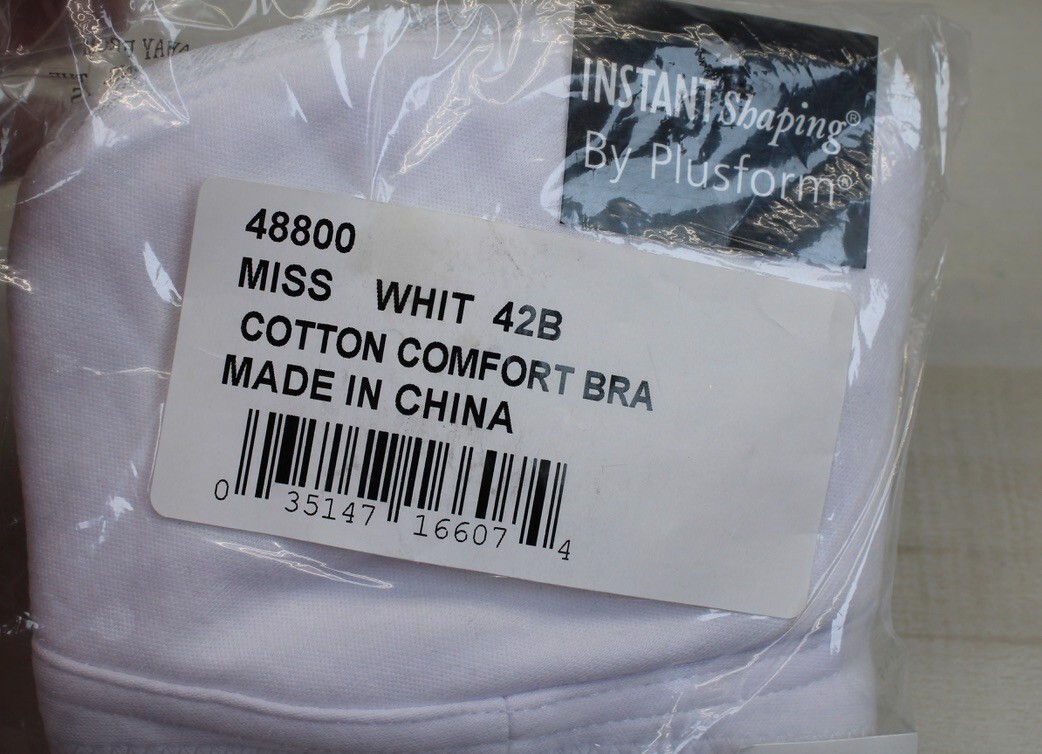 INSTANT Shaping®
By Plusform®
48800
MISS WHIT 42B
COTTON COMFORT BRA
MADE IN CHINA
0 35147 16607 4